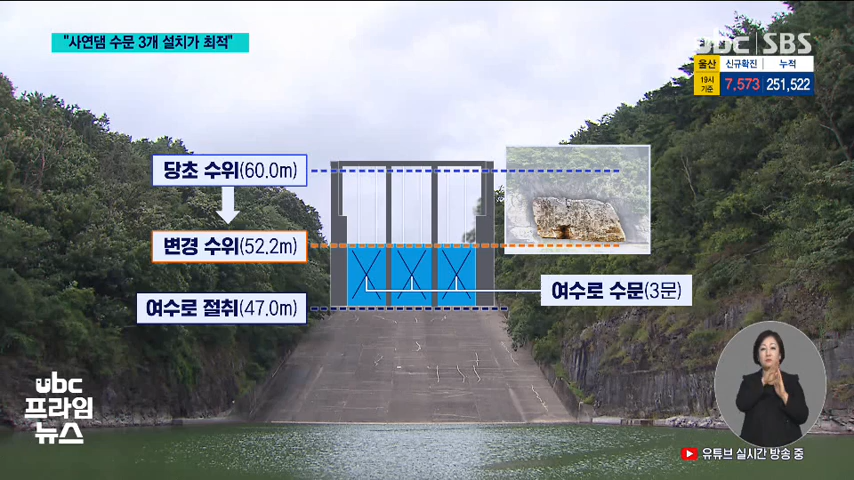 "사연댐 수문 3개 설치가 최적"
ubc SBS
울산 신규확진 누적
19시 기준 7,573 251,522
당초 수위(60.0m)
변경 수위(52.2m)
여수로 수문(3문)
여수로 절취(47.0m)
ubc
프라임
뉴스
유튜브 실시간 방송 중